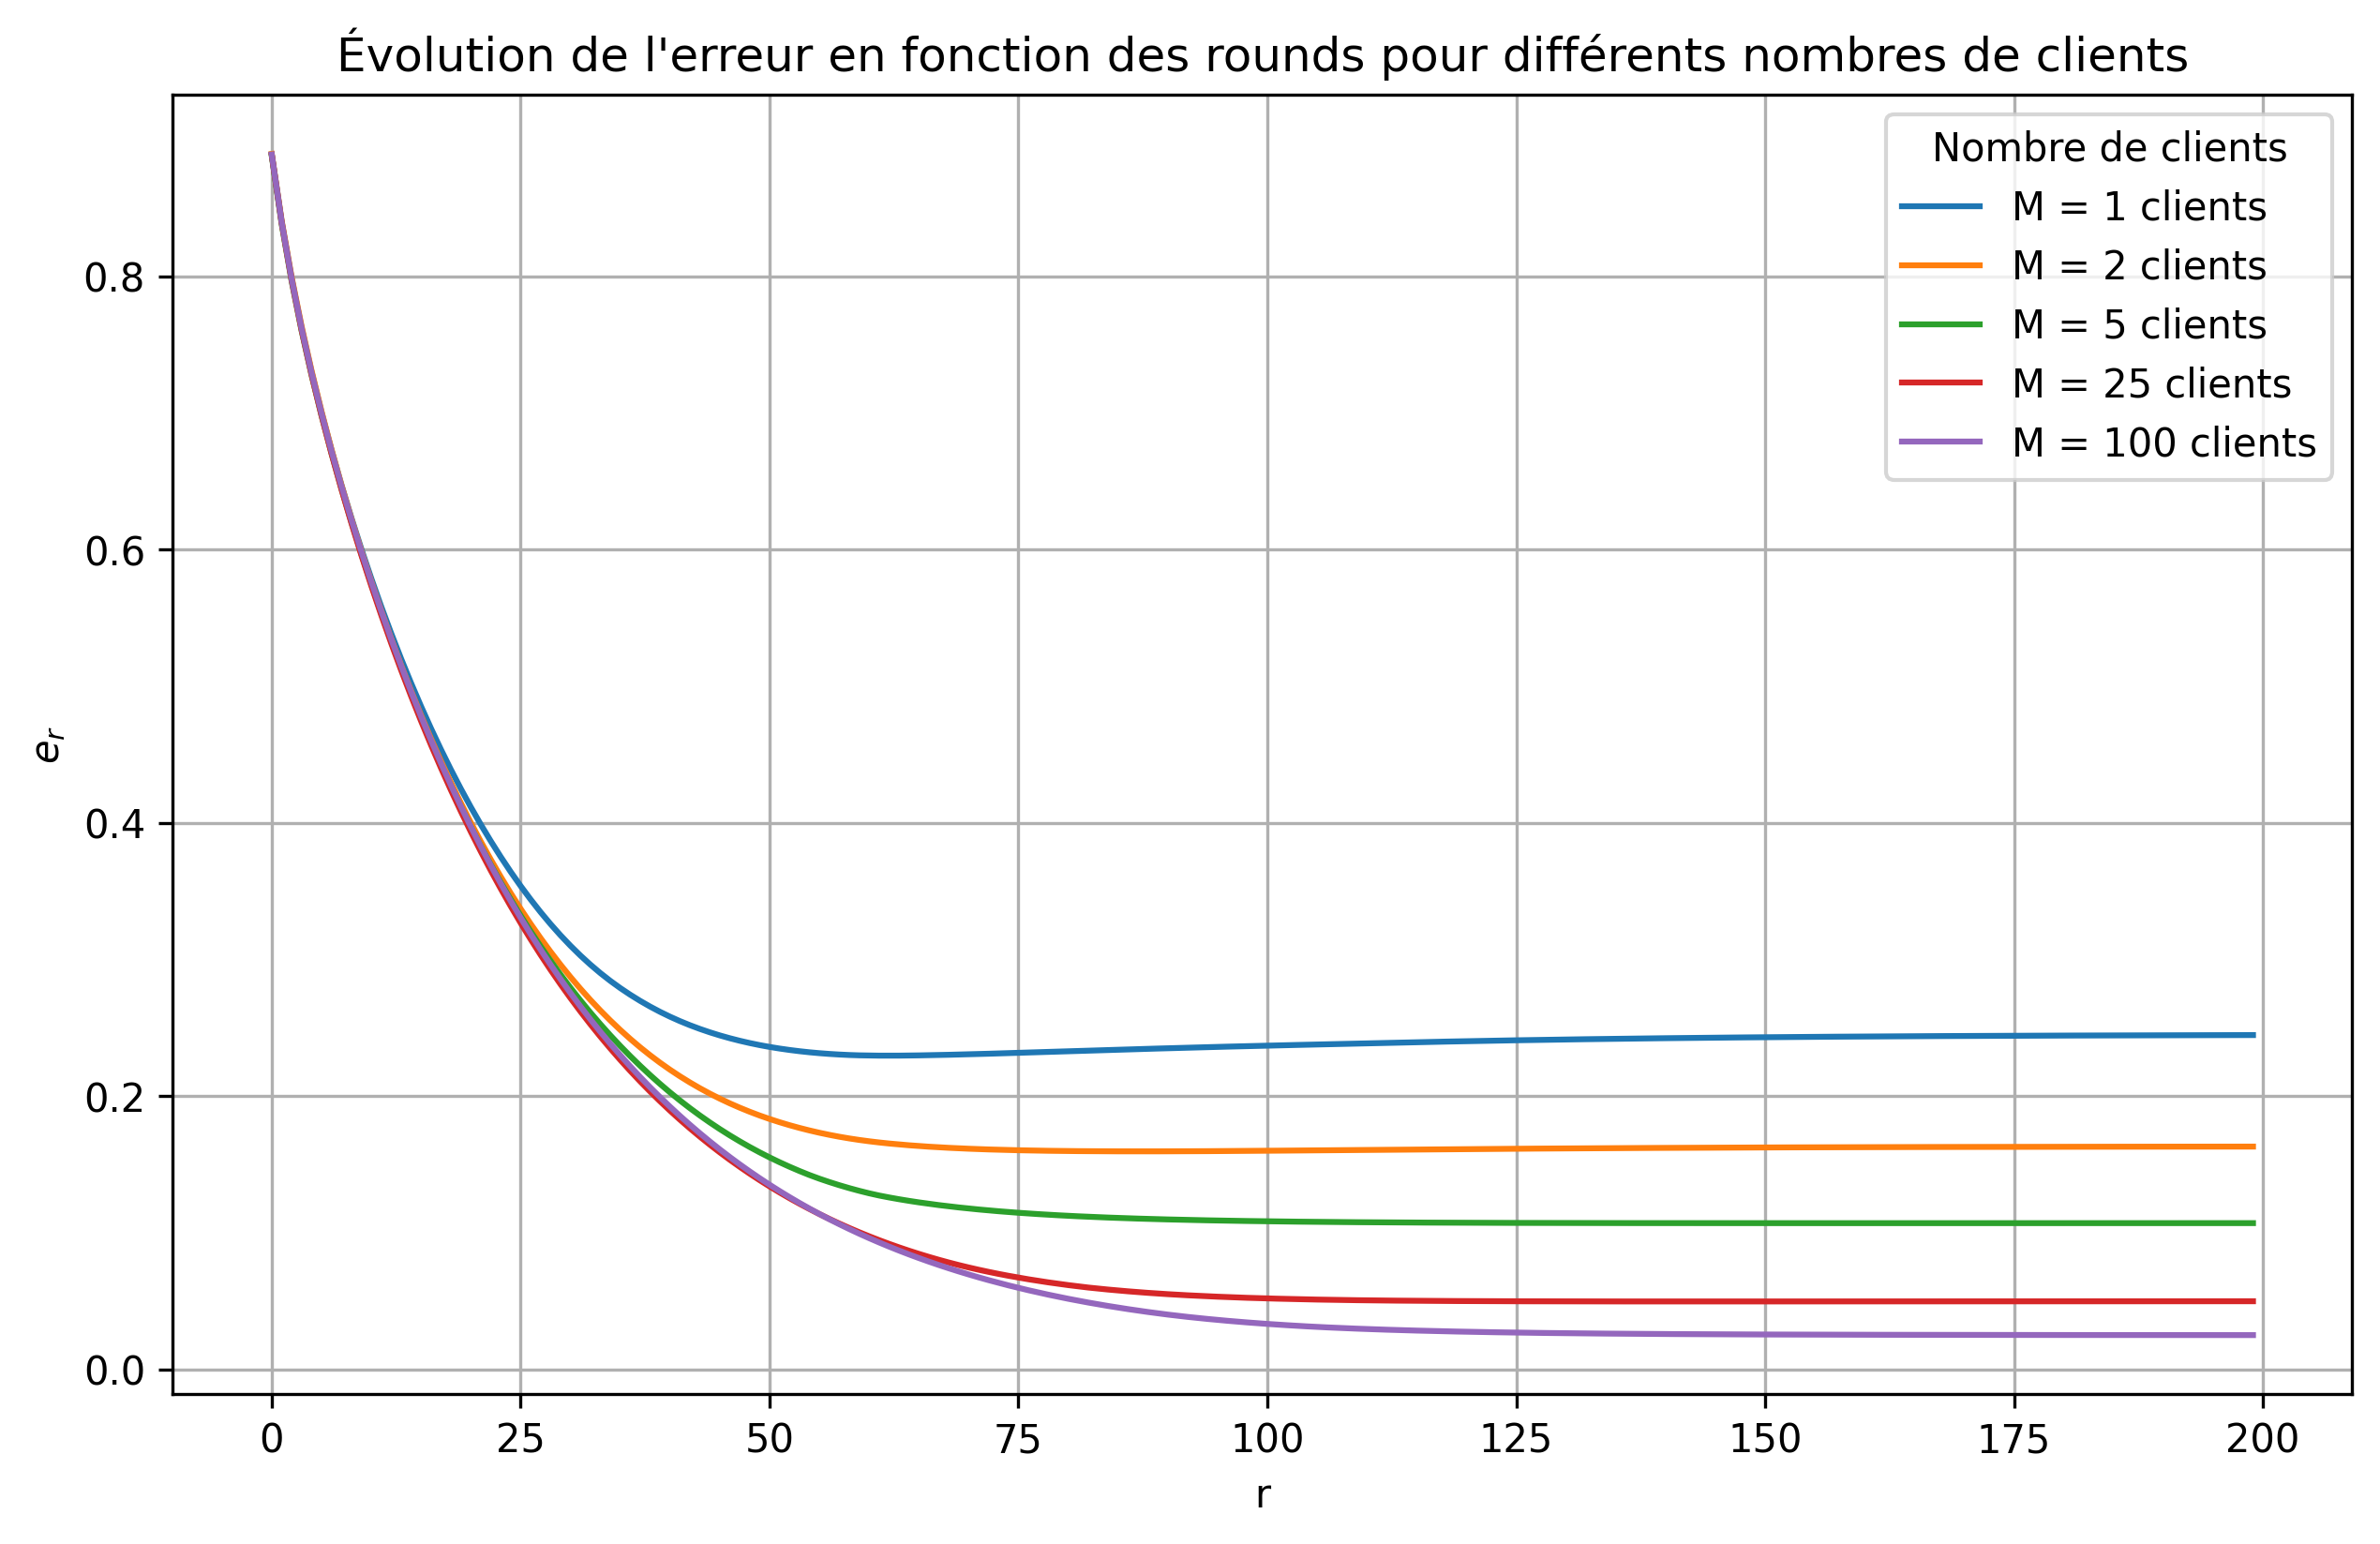 Évolution de l'erreur en fonction des rounds pour différents nombres de clients
Nombre de clients
M = 1 clients
M = 2 clients
M = 5 clients
M = 25 clients
M = 100 clients
0.8
0.6
0.4
0.2
0.0
e_r
0 25 50 75 100 125 150 175 200
r